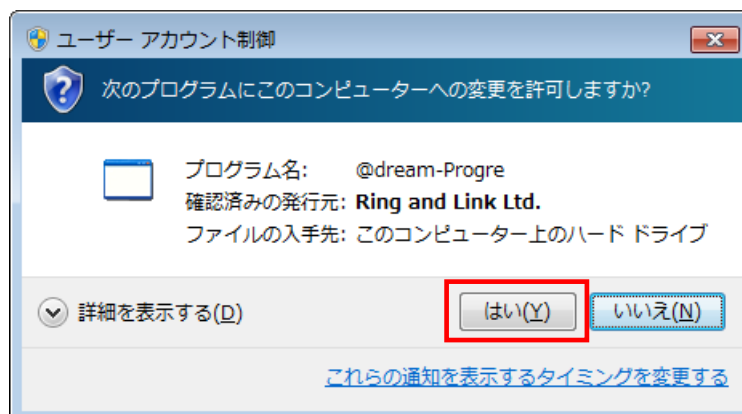 ユーザー アカウント制御
次のプログラムにこのコンピューターへの変更を許可しますか?
プログラム名: @dream-Progre
確認済みの発行元: Ring and Link Ltd.
ファイルの入手先: このコンピューター上のハード ドライブ
詳細を表示する(D) はい(Y) いいえ(N)
これらの通知を表示するタイミングを変更する